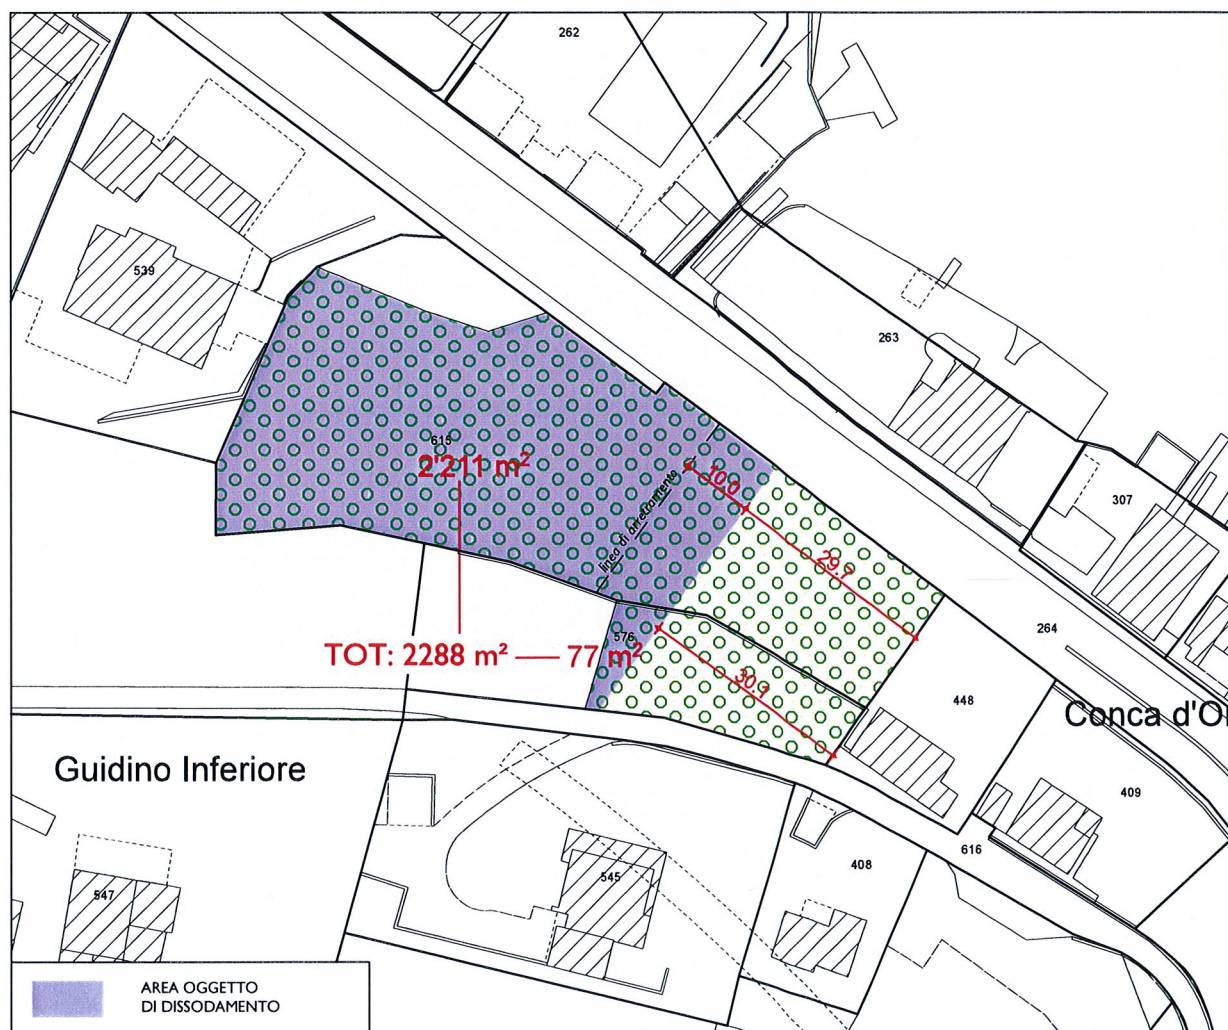 262
539
263
615
2'211 m²
10.0
linea di arretramento
307
29.7
576
264
TOT: 2288 m² — 77 m²
30.1
448
Conca d'O
Guidino Inferiore
409
616
408
545
547
AREA OGGETTO
DI DISSODAMENTO